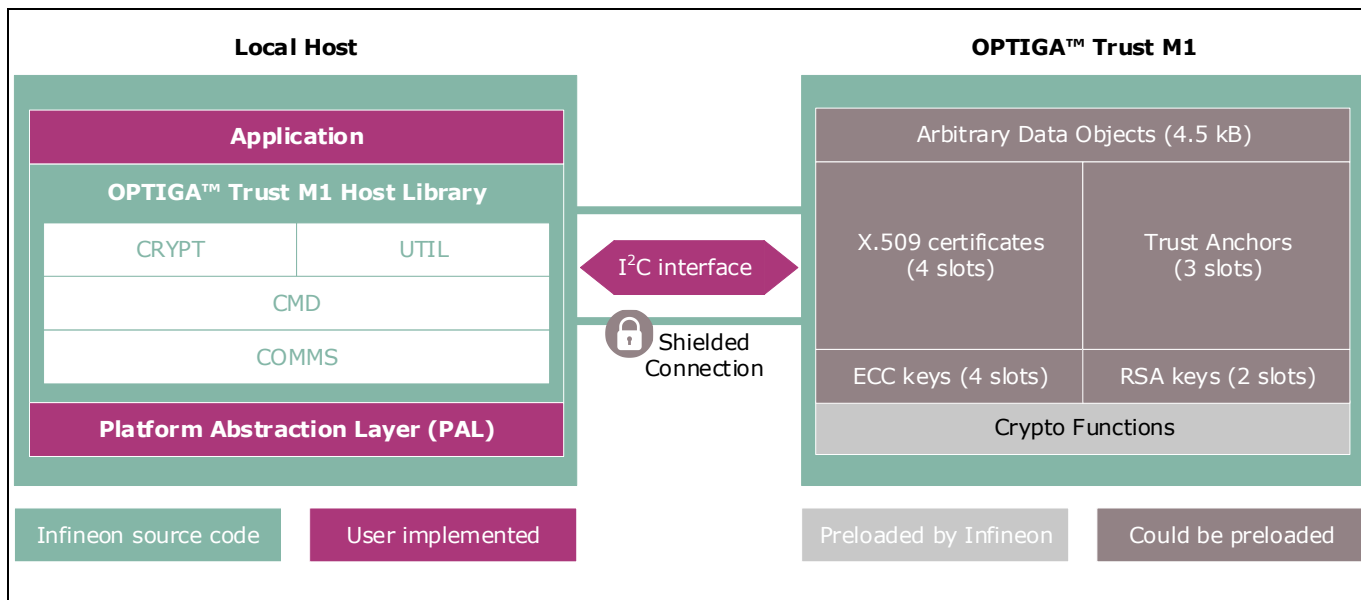 Local Host
OPTIGA™ Trust M1
Application
OPTIGA™ Trust M1 Host Library
CRYPT
UTIL
CMD
COMMS
Platform Abstraction Layer (PAL)
I²C interface
Shielded
Connection
Arbitrary Data Objects (4.5 kB)
X.509 certificates
(4 slots)
Trust Anchors
(3 slots)
ECC keys (4 slots)
RSA keys (2 slots)
Crypto Functions
Infineon source code
User implemented
Preloaded by Infineon
Could be preloaded